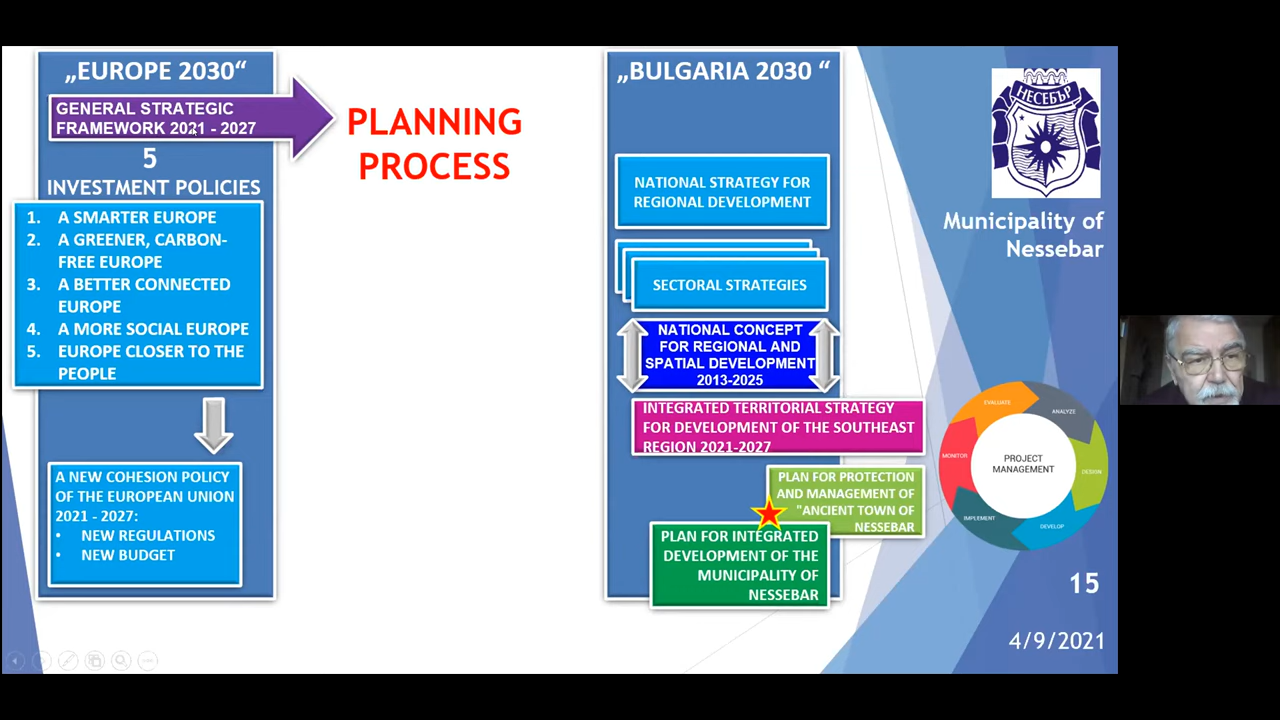 „EUROPE 2030“
GENERAL STRATEGIC
FRAMEWORK 2021 - 2027
5
INVESTMENT POLICIES
1. A SMARTER EUROPE
2. A GREENER, CARBON-
FREE EUROPE
3. A BETTER CONNECTED
EUROPE
4. A MORE SOCIAL EUROPE
5. EUROPE CLOSER TO THE
PEOPLE
A NEW COHESION POLICY
OF THE EUROPEAN UNION
2021 - 2027:
• NEW REGULATIONS
• NEW BUDGET
PLANNING
PROCESS
„BULGARIA 2030 “
NATIONAL STRATEGY FOR
REGIONAL DEVELOPMENT
SECTORAL STRATEGIES
NATIONAL CONCEPT
FOR REGIONAL AND
SPATIAL DEVELOPMENT
2013-2025
INTEGRATED TERRITORIAL STRATEGY
FOR DEVELOPMENT OF THE SOUTHEAST
REGION 2021-2027
PLAN FOR PROTECTION
AND MANAGEMENT OF
"ANCIENT TOWN OF
NESSEBAR
PLAN FOR INTEGRATED
DEVELOPMENT OF THE
MUNICIPALITY OF
NESSEBAR
НЕСЕБЪР
Municipality of
Nessebar
EVALUATE
ANALYZE
MONITOR
PROJECT
MANAGEMENT
DESIGN
IMPLEMENT
DEVELOP
15
4/9/2021